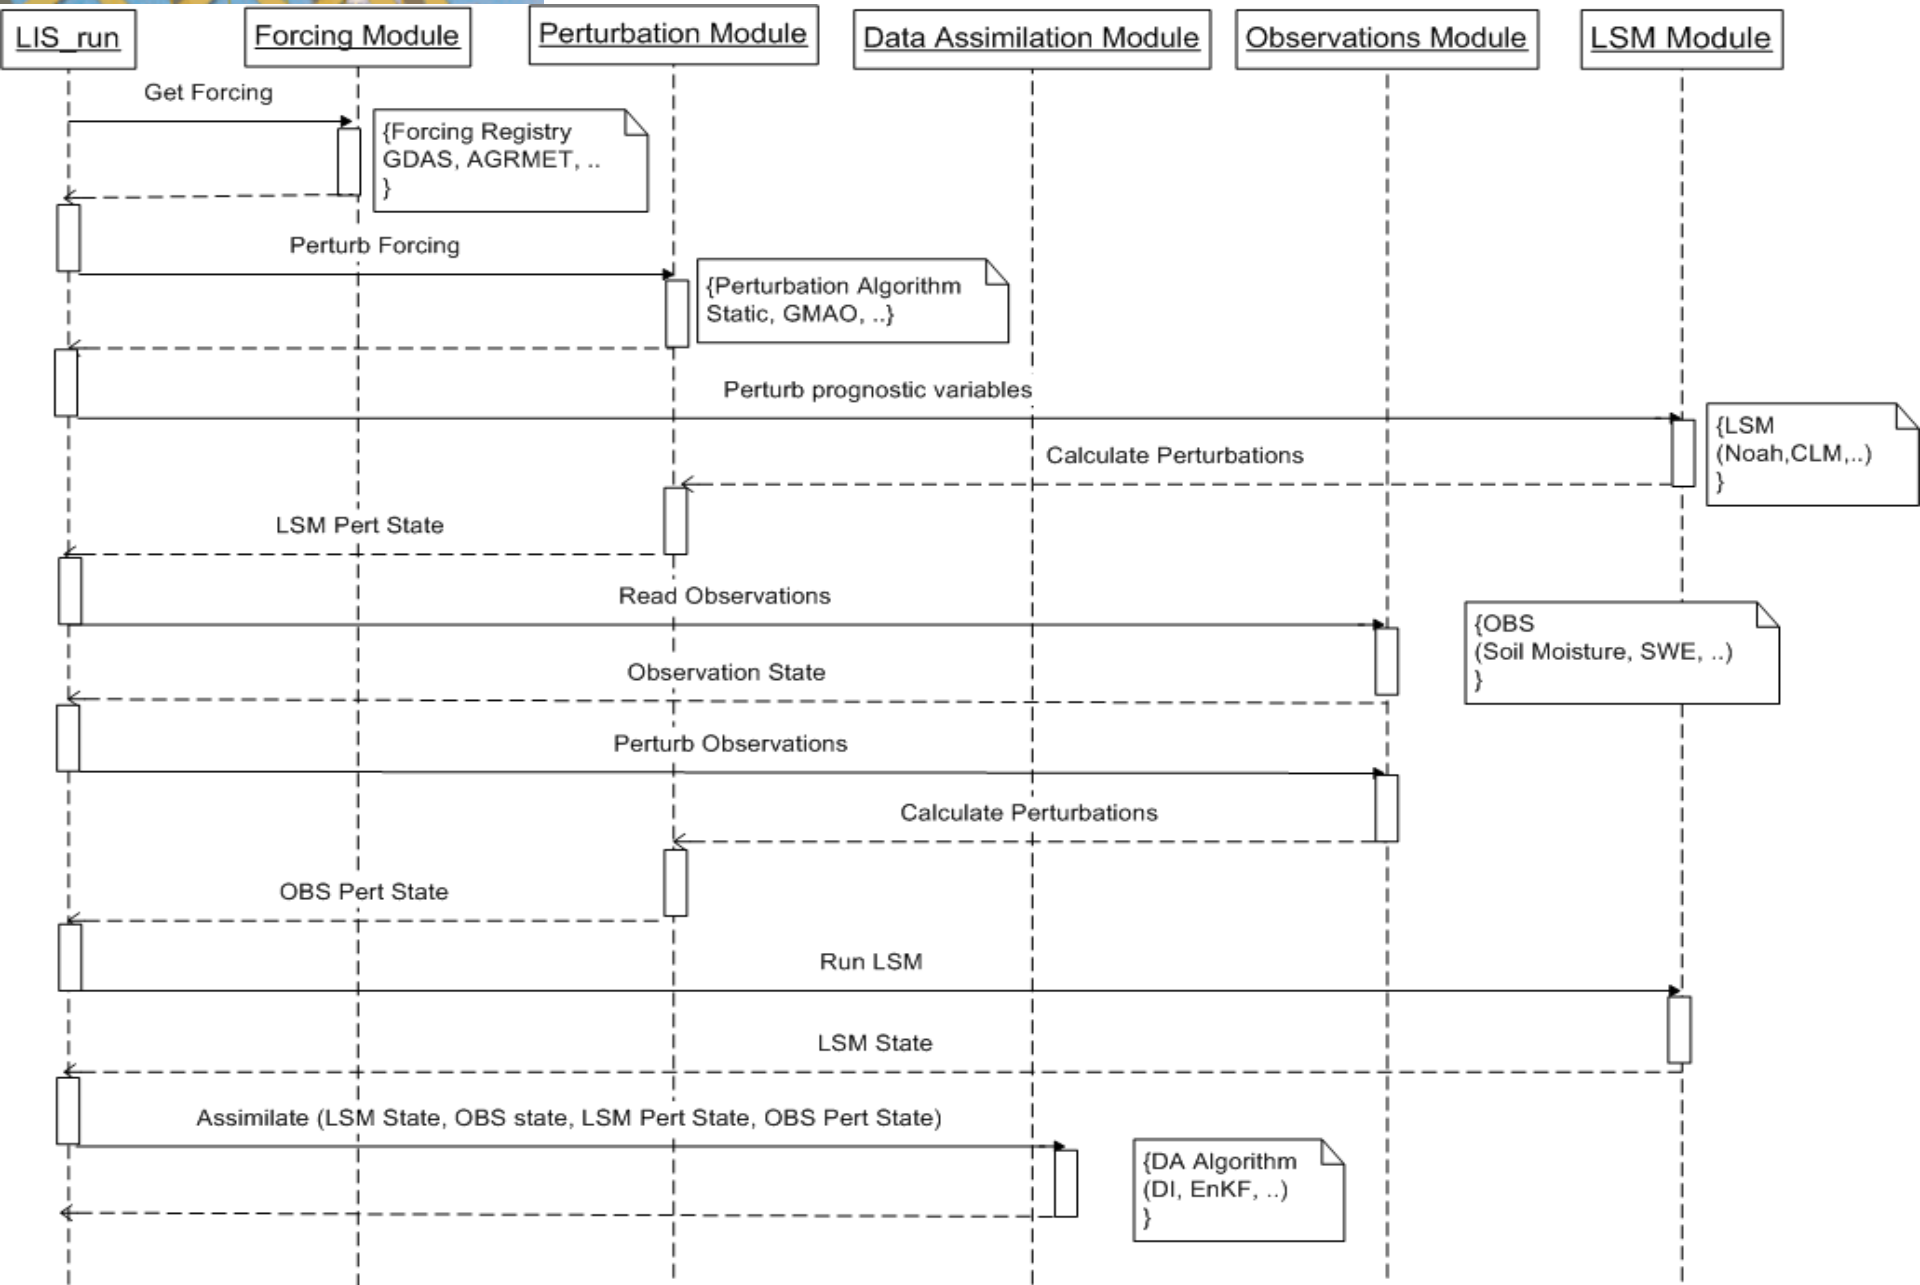 LIS_run
Forcing Module
Perturbation Module
Data Assimilation Module
Observations Module
LSM Module
Get Forcing
{Forcing Registry
GDAS, AGRMET, ..
}
Perturb Forcing
{Perturbation Algorithm
Static, GMAO, ..}
Perturb prognostic variables
{LSM
(Noah,CLM,..)
}
Calculate Perturbations
LSM Pert State
Read Observations
{OBS
(Soil Moisture, SWE, ..)
}
Observation State
Perturb Observations
Calculate Perturbations
OBS Pert State
Run LSM
LSM State
Assimilate (LSM State, OBS state, LSM Pert State, OBS Pert State)
{DA Algorithm
(DI, EnKF, ..)
}